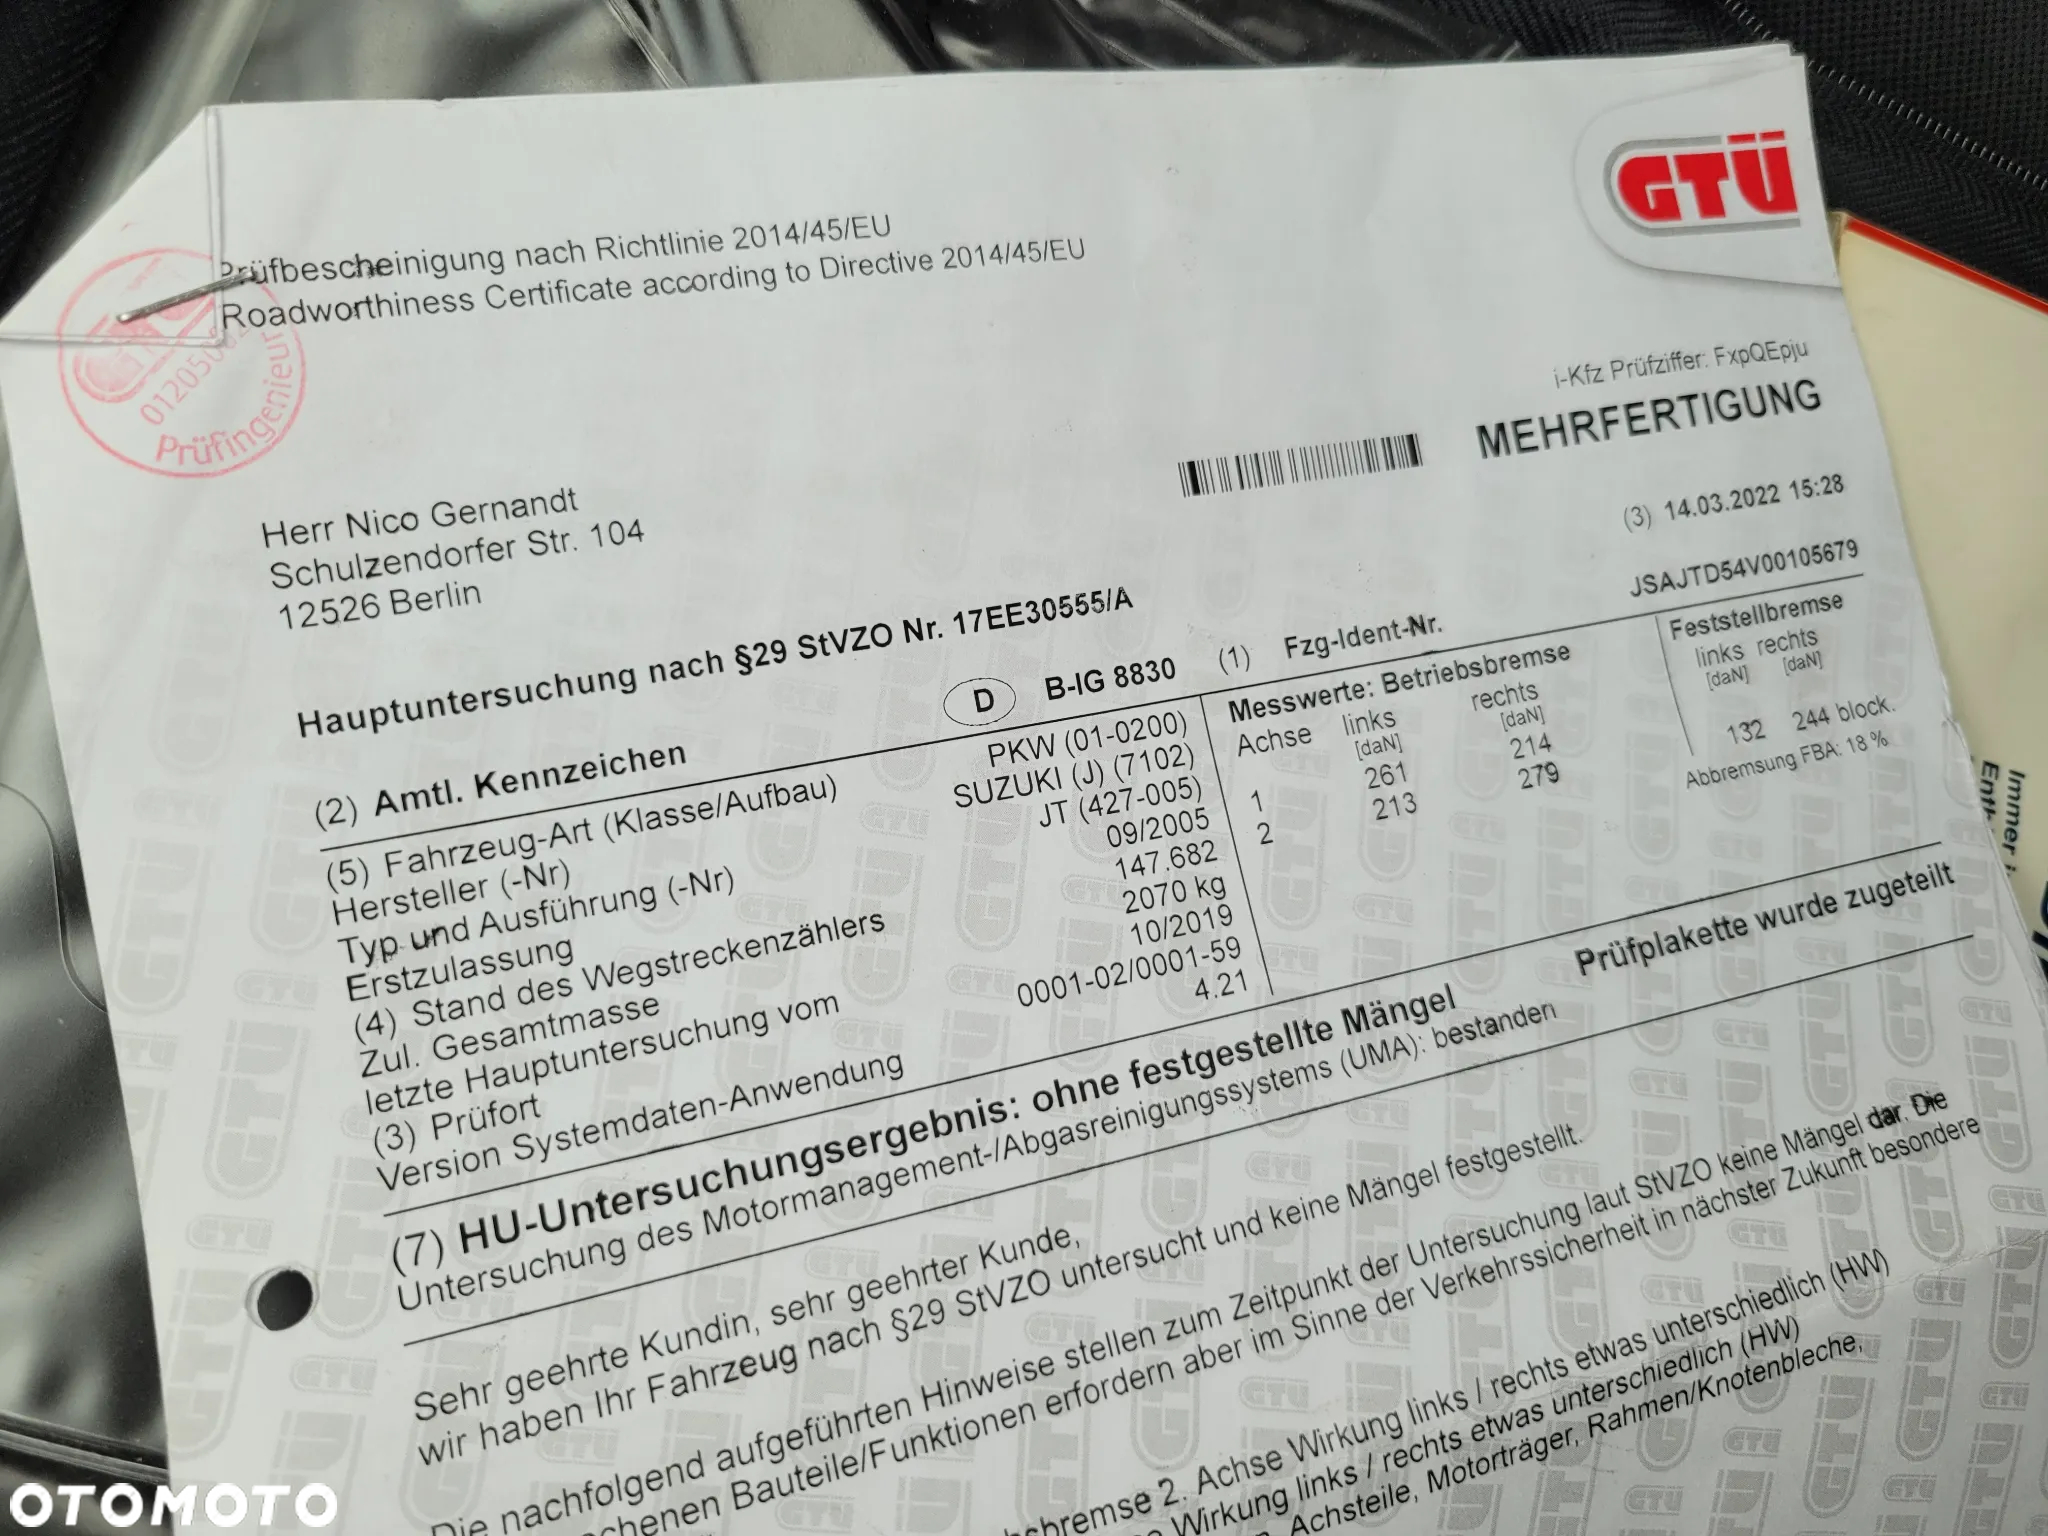 GTÜ
Prüfbescheinigung nach Richtlinie 2014/45/EU
Roadworthiness Certificate according to Directive 2014/45/EU
Prüfingenieur
i-Kfz Prüfziffer: FxpQEpju
MEHRFERTIGUNG
(3) 14.03.2022 15:28
Herr Nico Gernandt
Schulzendorfer Str. 104
12526 Berlin
Hauptuntersuchung nach §29 StVZO Nr. 17EE30555/A
(2) Amtl. Kennzeichen D B-IG 8830 (1) Fzg-Ident-Nr. JSAJTD54V00105679
(5) Fahrzeug-Art (Klasse/Aufbau) PKW (01-0200)
Hersteller (-Nr) SUZUKI (J) (7102)
Typ und Ausführung (-Nr) JT (427-005)
Erstzulassung 09/2005
(4) Stand des Wegstreckenzählers 147.682
Zul. Gesamtmasse 2070 kg
letzte Hauptuntersuchung vom 10/2019
(3) Prüfort 0001-02/0001-59
Version Systemdaten-Anwendung 4.21
Messwerte: Betriebsbremse
Achse links rechts
[daN] [daN]
1 261 214
2 213 279
Feststellbremse
links rechts
[daN] [daN]
132 244 block.
Abbremsung FBA: 18 %
(7) HU-Untersuchungsergebnis: ohne festgestellte Mängel Prüfplakette wurde zugeteilt
Untersuchung des Motormanagement-/Abgasreinigungssystems (UMA): bestanden
Sehr geehrte Kundin, sehr geehrter Kunde,
wir haben Ihr Fahrzeug nach §29 StVZO untersucht und keine Mängel festgestellt.
Die nachfolgend aufgeführten Hinweise stellen zum Zeitpunkt der Untersuchung laut StVZO keine Mängel dar. Die
Bauteile/Funktionen erfordern aber im Sinne der Verkehrssicherheit in nächster Zukunft besondere
2. Achse Wirkung links / rechts etwas unterschiedlich (HW)
Wirkung links / rechts etwas unterschiedlich (HW)
Achsteile, Motorträger, Rahmen/Knotenbleche,
Immer
OTOMOTO